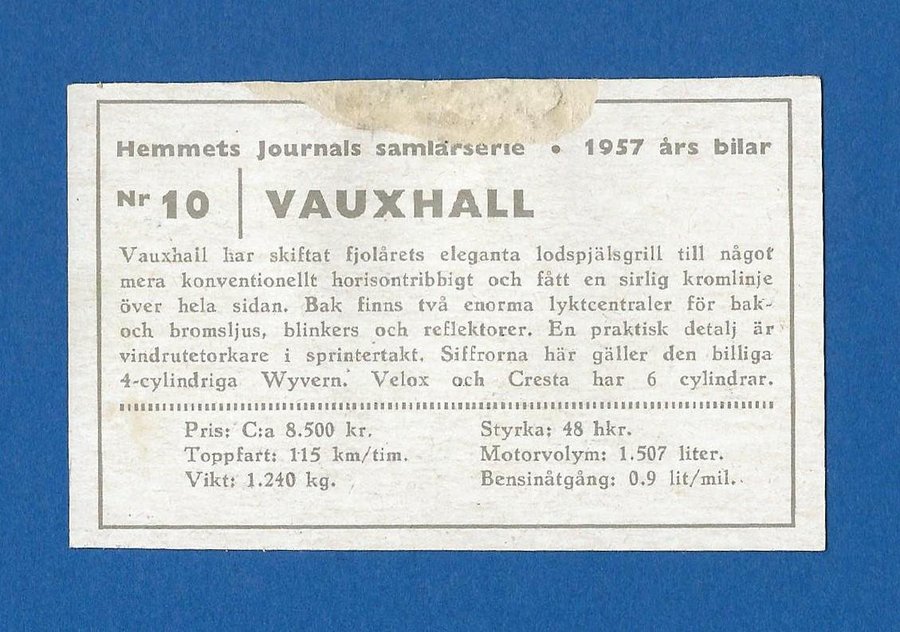 Hemmets Journals samlarserie • 1957 års bilar
Nr 10 | VAUXHALL
Vauxhall har skiftat fjolårets eleganta lodspjälsgrill till något
mera konventionellt horisontribbigt och fått en sirlig kromlinje
över hela sidan. Bak finns två enorma lyktcentraler för bak-
och bromsljus, blinkers och reflektorer. En praktisk detalj är
vindrutetorkare i sprintertakt. Siffrorna här gäller den billiga
4-cylindriga Wyvern. Velox och Cresta har 6 cylindrar.
Pris: C:a 8.500 kr.
Toppfart: 115 km/tim.
Vikt: 1.240 kg.
Styrka: 48 hkr.
Motorvolym: 1.507 liter.
Bensinåtgång: 0.9 lit/mil.